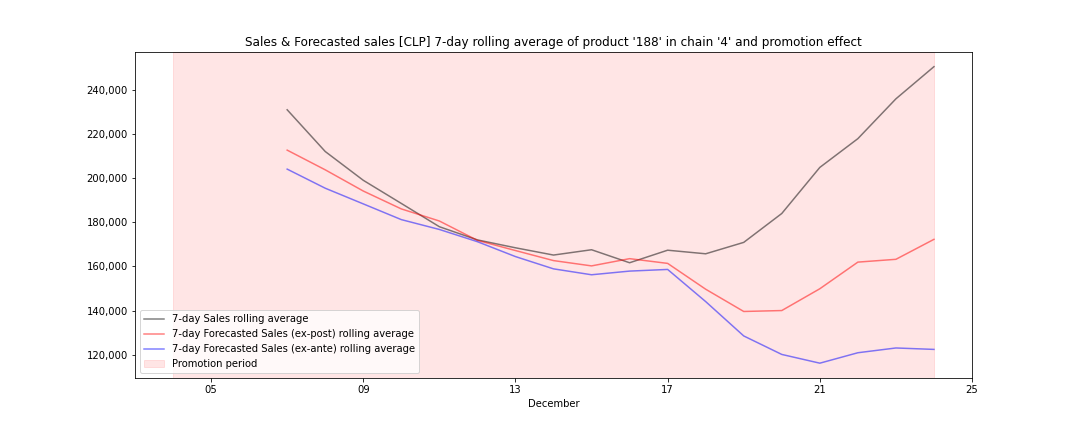 Sales & Forecasted sales [CLP] 7-day rolling average of product '188' in chain '4' and promotion effect
240,000
220,000
200,000
180,000
160,000
140,000
120,000
7-day Sales rolling average
7-day Forecasted Sales (ex-post) rolling average
7-day Forecasted Sales (ex-ante) rolling average
Promotion period
05 09 13 17 21 25
December